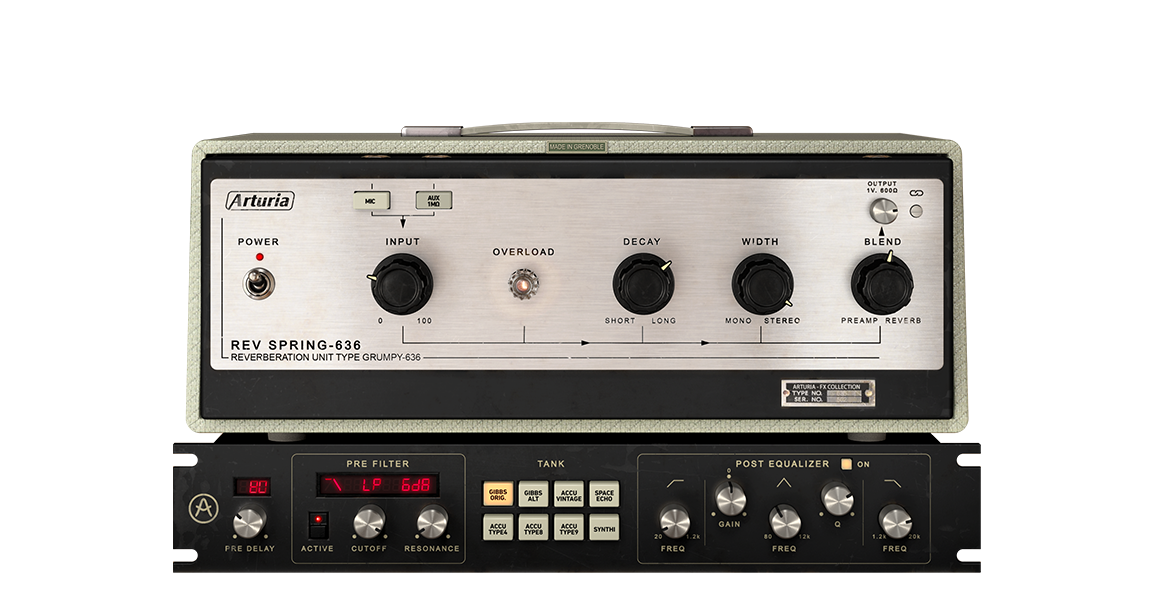 MADE IN GRENOBLE
Arturia
MIC
AUX
1MΩ
OUTPUT
1V. 600Ω
POWER
INPUT
OVERLOAD
DECAY
WIDTH
BLEND
0 100
SHORT LONG
MONO STEREO
PREAMP REVERB
REV SPRING-636
REVERBERATION UNIT TYPE GRUMPY-636
ARTURIA - FX COLLECTION
TYPE NO.
SER. NO.
PRE FILTER
TANK
POST EQUALIZER ON
80
LP 6dB
GIBBS
ORIG.
GIBBS
ALT
ACCU
VINTAGE
SPACE
ECHO
ACCU
TYPE4
ACCU
TYPE8
ACCU
TYPE9
SYNTHI
0
GAIN
Q
20 1.2k
80 12k
1.2k 20k
PRE DELAY
ACTIVE
CUTOFF
RESONANCE
FREQ
FREQ
FREQ